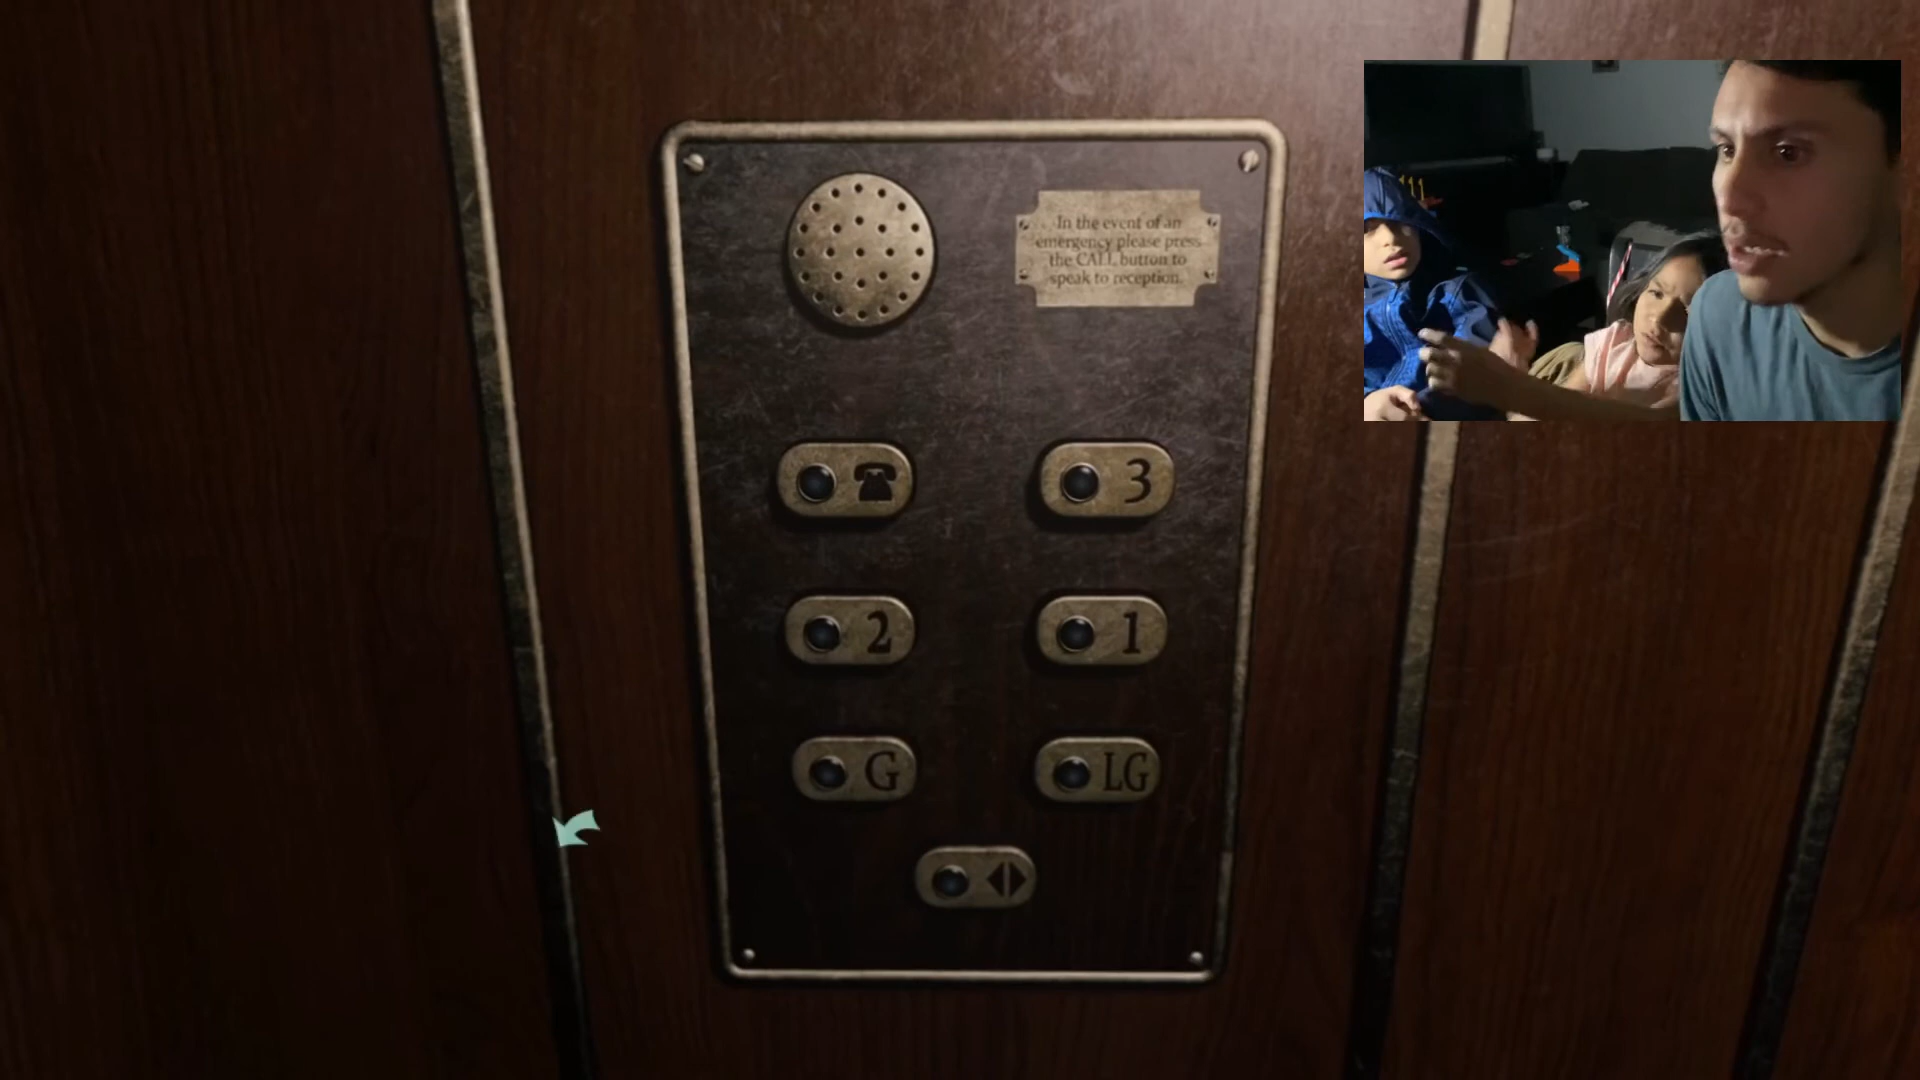 In the event of an
emergency please press
the CALL button to
speak to reception.
3
2
1
G
LG